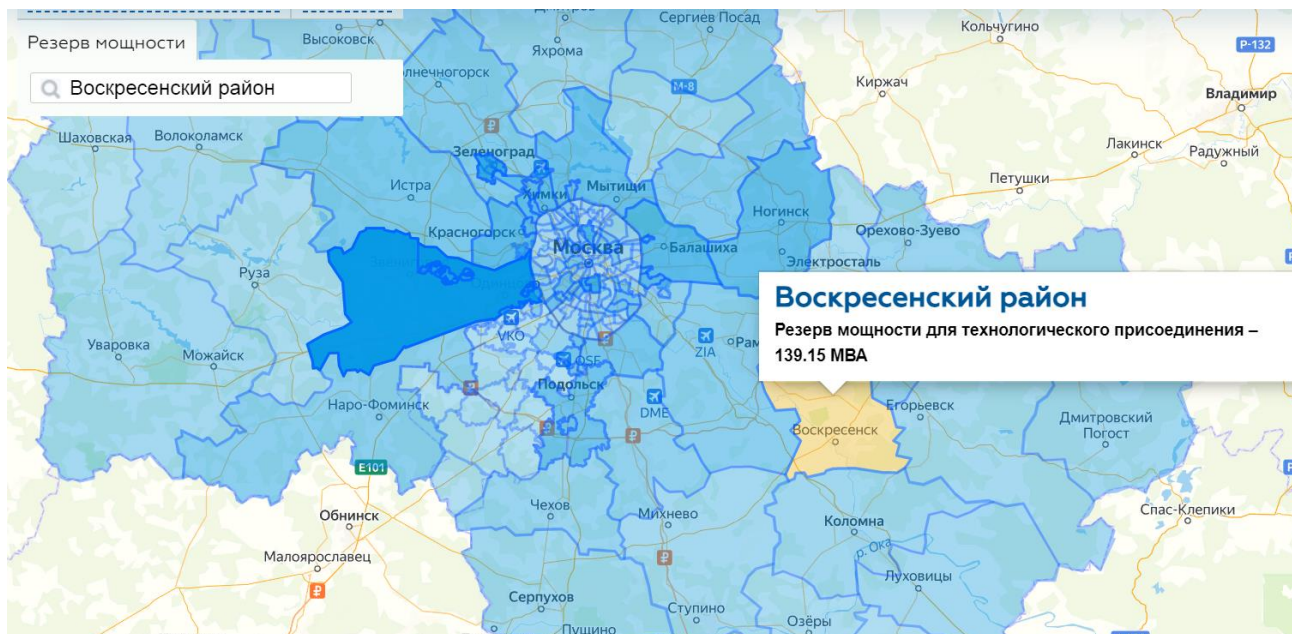 Резерв мощности
Воскресенский район
Высоковск
Яхрома
Сергиев Посад
Кольчугино
Р-132
М-8
Киржач
Владимир
Шаховская
Волоколамск
Зеленоград
Лакинск
Радужный
Истра
Химки
Мытищи
Петушки
Ногинск
Красногорск
Москва
Балашиха
Орехово-Зуево
Электросталь
Руза
VKO
ZIA
Воскресенский район
Резерв мощности для технологического присоединения –
139.15 МВА
Уваровка
Можайск
Подольск
DME
Наро-Фоминск
Егорьевск
Воскресенск
Дмитровский
Погост
E101
Обнинск
Чехов
Михнево
Коломна
Спас-Клепики
Малоярославец
р. Ока
Луховицы
Серпухов
Ступино
Озёры
Пущино